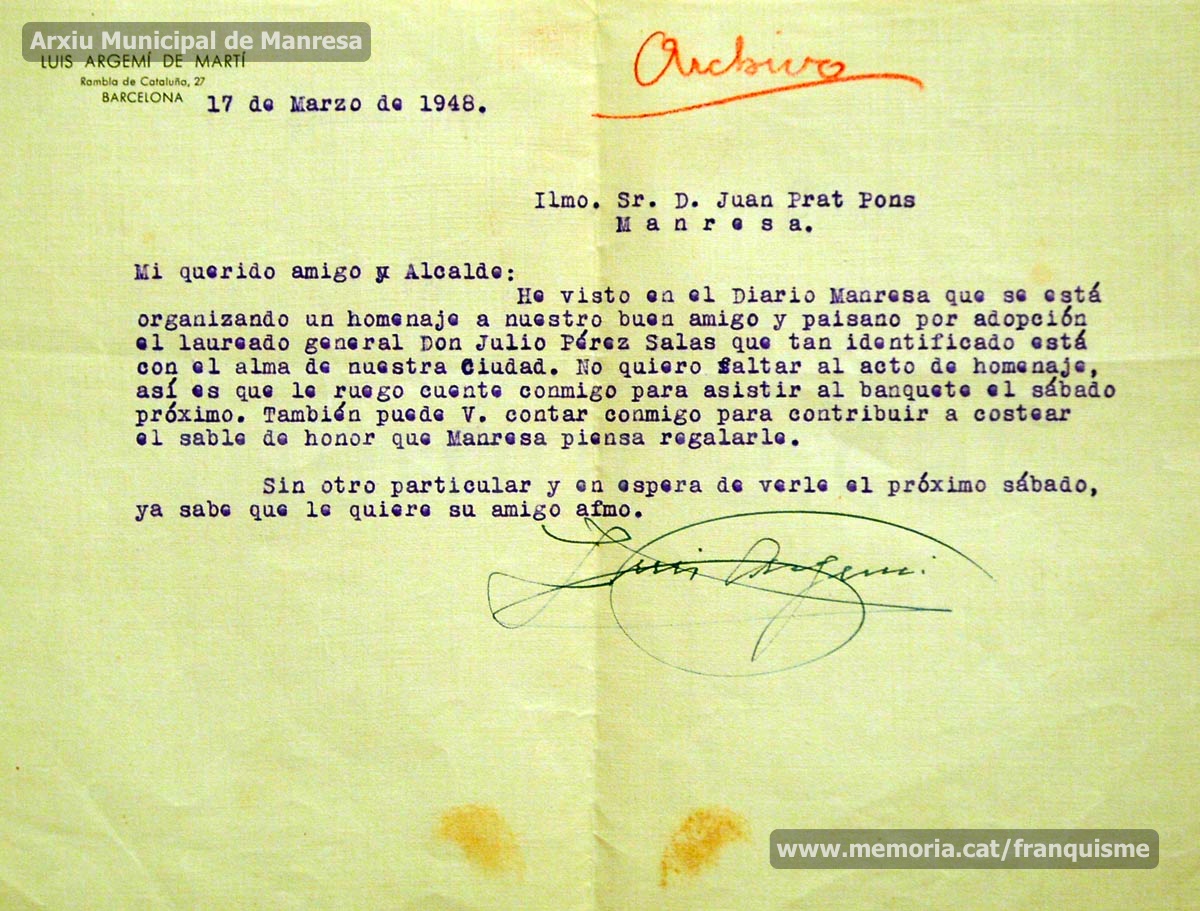 Arxiu Municipal de Manresa
LUIS ARGEMÍ DE MARTÍ
Rambla de Cataluña, 27
BARCELONA
17 de Marzo de 1948.
Archivo
Ilmo. Sr. D. Juan Prat Pons
Manresa.
Mi querido amigo y Alcalde:
He visto en el Diario Manresa que se está
organizando un homenaje a nuestro buen amigo y paisano por adopción
el laureado general Don Julio Pérez Salas que tan identificado está
con el alma de nuestra Ciudad. No quiero faltar al acto de homenaje,
así es que le ruego cuente conmigo para asistir al banquete el sábado
próximo. También puede V. contar conmigo para contribuir a costear
el sable de honor que Manresa piensa regalarle.
Sin otro particular y en espera de verle el próximo sábado,
ya sabe que le quiere su amigo afmo.
Luis Argemí
www.memoria.cat/franquisme